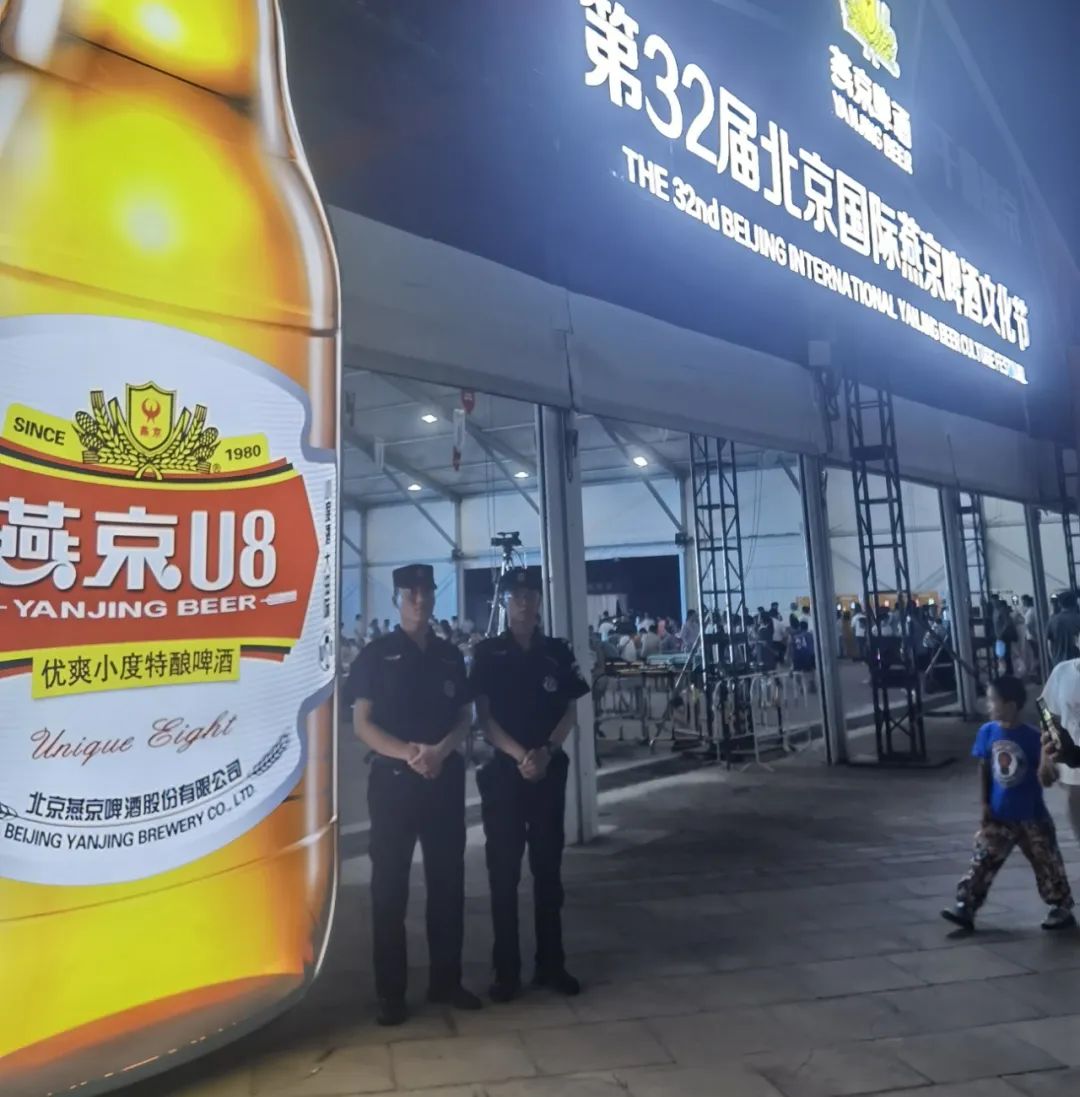 第32届北京国际燕京啤酒文化节
THE 32nd BEIJING INTERNATIONAL YANJING BEER CULTURE FESTIVAL
燕京啤酒
YANJING BEER
SINCE 1980
燕京
燕京U8
YANJING BEER
优爽小度特酿啤酒
Unique Eight
北京燕京啤酒股份有限公司
BEIJING YANJING BREWERY CO., LTD.